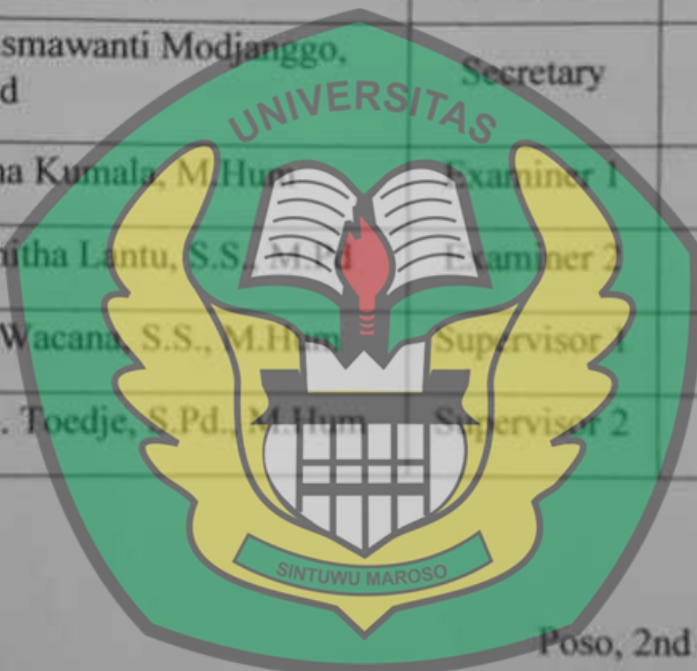 smawanti Modjanggo, Secretary
d
na Kumala, M.Hum Examiner 1
nitha Lantu, S.S., M.Pd Examiner 2
Wacana, S.S., M.Hum Supervisor 1
. Toedje, S.Pd., M.Hum Supervisor 2
UNIVERSITAS
SINTUWU MAROSO
Poso, 2nd